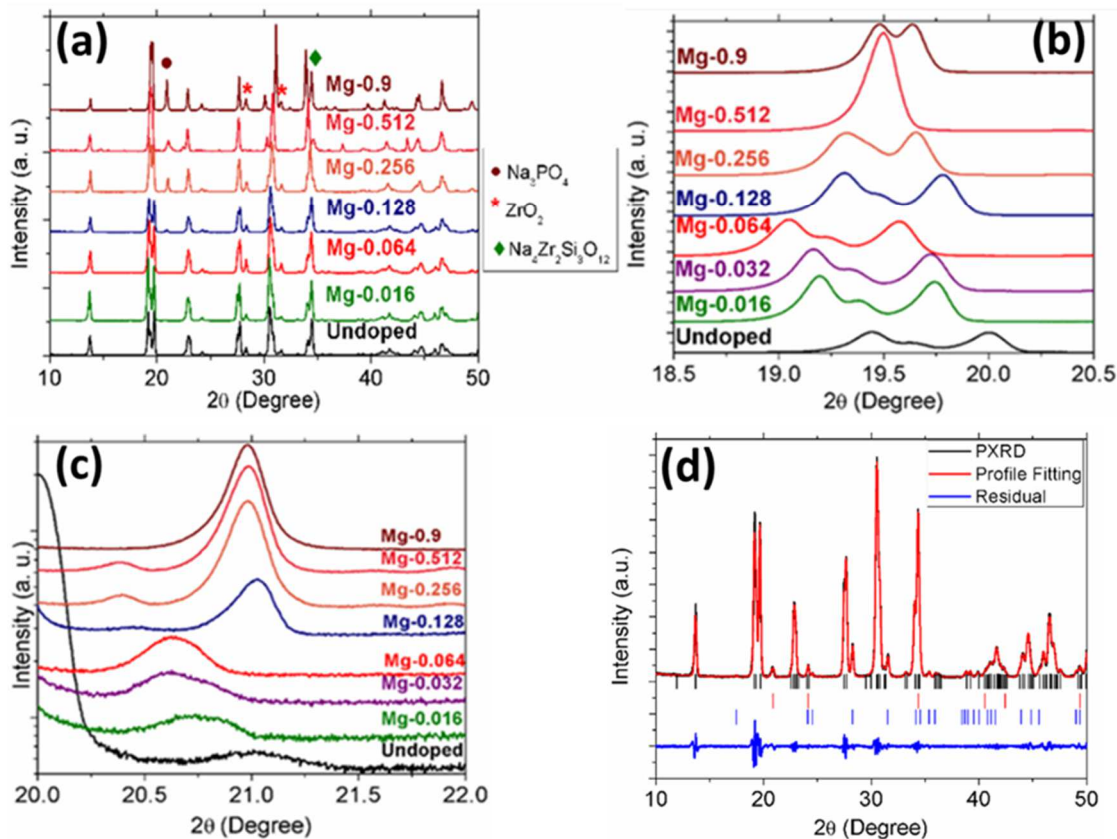 (a)
Mg-0.9
Mg-0.512
Mg-0.256
Mg-0.128
Mg-0.064
Mg-0.016
Undoped
Intensity (a. u.)
10 20 30 40 50
2θ (Degree)
● Na₃PO₄
* ZrO₂
◆ Na₄Zr₂Si₃O₁₂
(b)
Mg-0.9
Mg-0.512
Mg-0.256
Mg-0.128
Mg-0.064
Mg-0.032
Mg-0.016
Undoped
Intensity (a. u.)
18.5 19.0 19.5 20.0 20.5
2θ (Degree)
(c)
Mg-0.9
Mg-0.512
Mg-0.256
Mg-0.128
Mg-0.064
Mg-0.032
Mg-0.016
Undoped
Intensity (a. u.)
20.0 20.5 21.0 21.5 22.0
2θ (Degree)
(d)
PXRD
Profile Fitting
Residual
Intensity (a.u.)
10 20 30 40 50
2θ (Degree)